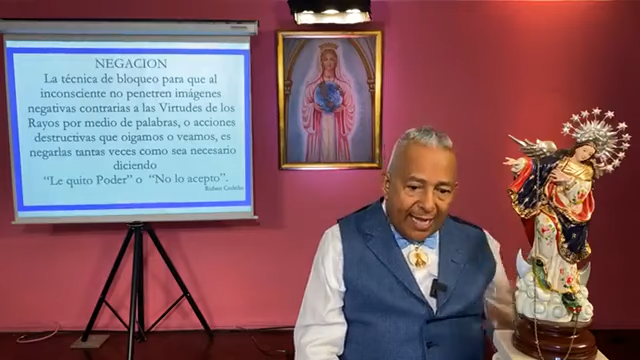 NEGACION
La técnica de bloqueo para que al
inconsciente no penetren imágenes
negativas contrarias a las Virtudes de los
Rayos por medio de palabras, o acciones
destructivas que oigamos o veamos, es
negarlas tantas veces como sea necesario
diciendo
“Le quito Poder” o “No lo acepto”.
Ruben Cedeño